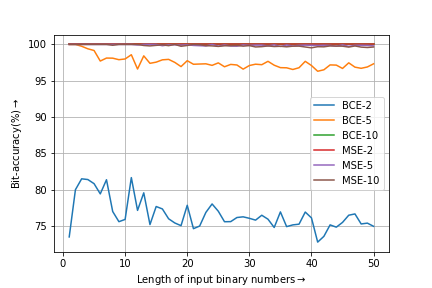 100
95
90
85
80
75
Bit-accuracy(%)→
BCE-2
BCE-5
BCE-10
MSE-2
MSE-5
MSE-10
0 10 20 30 40 50
Length of input binary numbers→